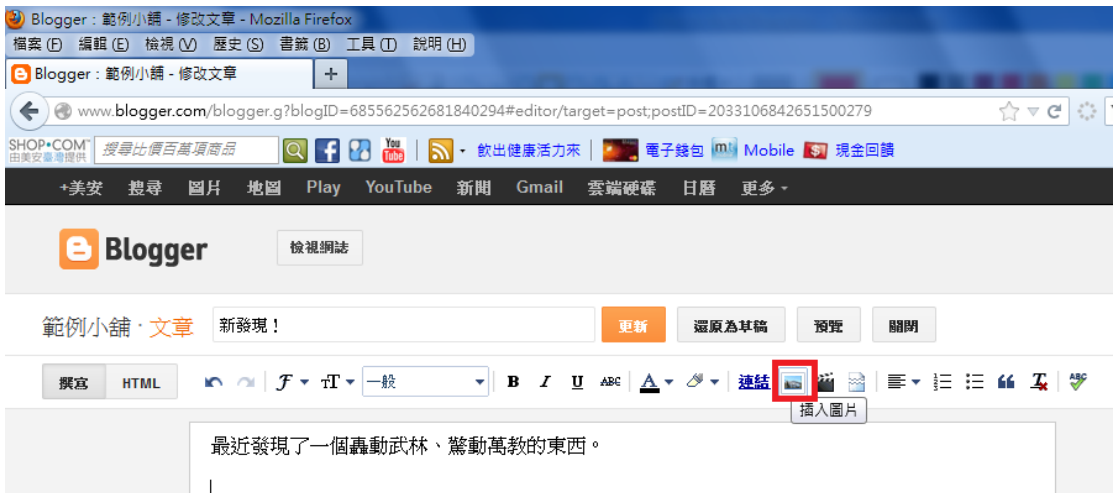 Blogger：範例小舖 - 修改文章 - Mozilla Firefox
檔案(F) 編輯(E) 檢視(V) 歷史(S) 書籤(B) 工具(T) 說明(H)
Blogger：範例小舖 - 修改文章 +
www.blogger.com/blogger.g?blogID=685562562681840294#editor/target=post;postID=2033106842651500279
SHOP•COM™ 由美安臺灣提供 搜尋比價百萬項商品 You Tube 飲出健康活力來 電子錢包 Mobile 現金回饋
+美安 搜尋 圖片 地圖 Play YouTube 新聞 Gmail 雲端硬碟 日曆 更多
Blogger 檢視網誌
範例小舖 · 文章 新發現！ 更新 還原為草稿 預覽 關閉
撰寫 HTML F TT 一般 B I U ABC A 連結 ABC
插入圖片
最近發現了一個轟動武林、驚動萬教的東西。